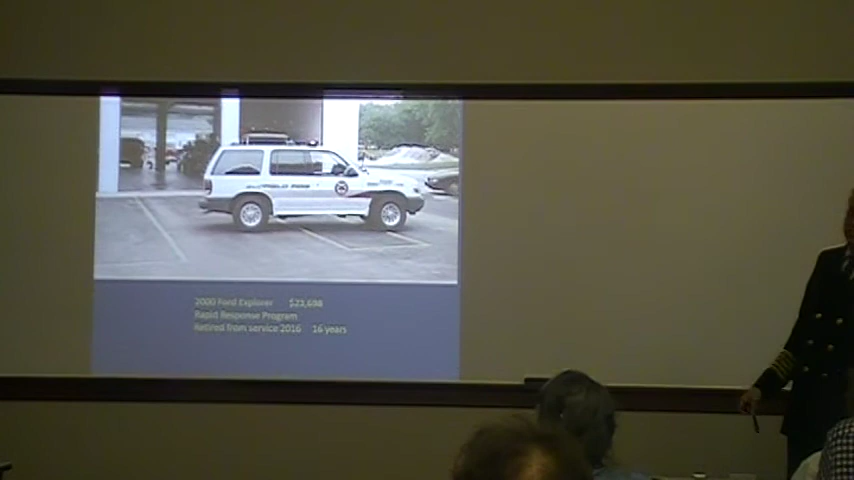 2000 Ford Explorer $23,698
Rapid Response Program
Retired from service 2016 16 years